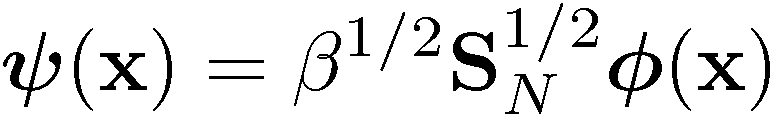 𝝍(𝐱) = β^{1/2} 𝐒_N^{1/2} 𝝓(𝐱)